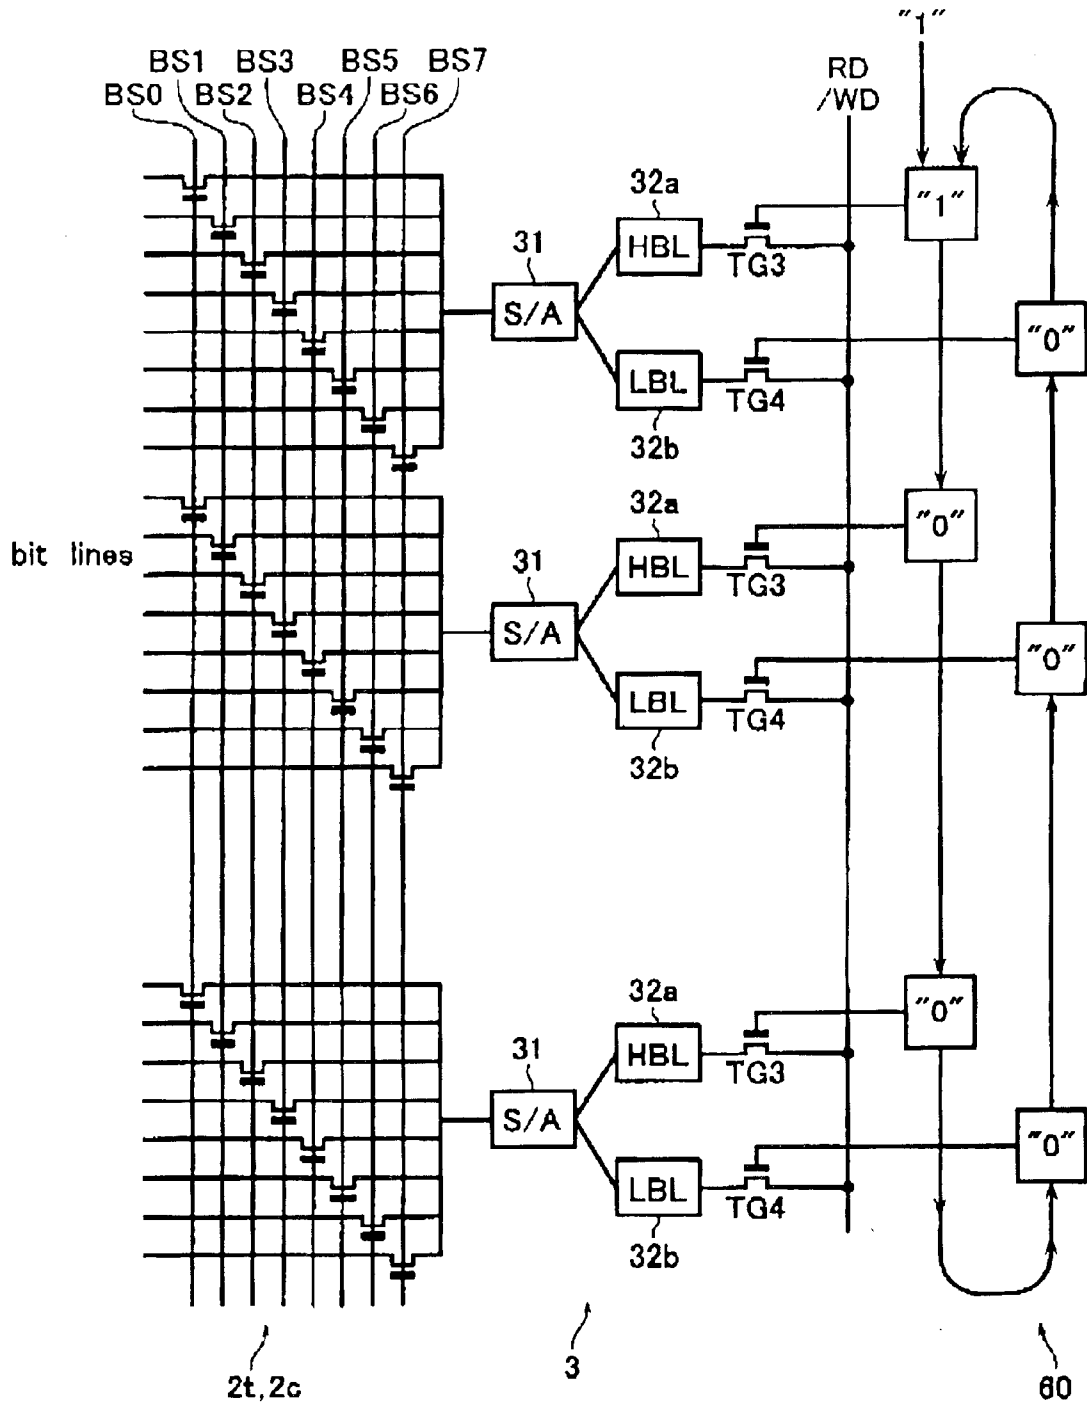 "1"
BS1 BS3 BS5 BS7
BS0 BS2 BS4 BS6
RD
/WD
32a
"1"
31
HBL
TG3
S/A
"0"
LBL
TG4
32b
32a
"0"
bit lines
31
HBL
TG3
S/A
"0"
LBL
TG4
32b
32a
"0"
31
HBL
TG3
S/A
"0"
LBL
TG4
32b
3
2t, 2c
60